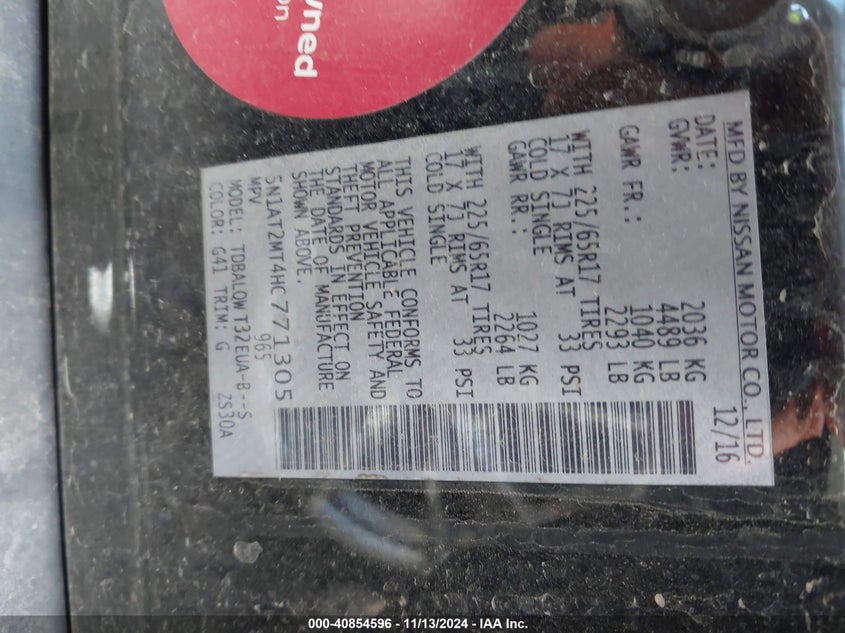 wned
on
MFD BY NISSAN MOTOR CO., LTD.
DATE: 12/16
GVWR: 2036 KG
4489 LB
GAWR FR.: 1040 KG
2293 LB
WITH 225/65R17 TIRES
17 X 7J RIMS AT 33 PSI
COLD SINGLE
GAWR RR.: 1027 KG
2264 LB
WITH 225/65R17 TIRES
17 X 7J RIMS AT 33 PSI
COLD SINGLE
THIS VEHICLE CONFORMS TO
ALL APPLICABLE FEDERAL
MOTOR VEHICLE SAFETY AND
THEFT PREVENTION
STANDARDS IN EFFECT ON
THE DATE OF MANUFACTURE
SHOWN ABOVE.
5N1AT2MT4HC771305
MPV 965
MODEL: TDBALQWT32EUA-B--S
COLOR: G41 TRIM: G 2S30A
000-40854596 - 11/13/2024 - IAA Inc.